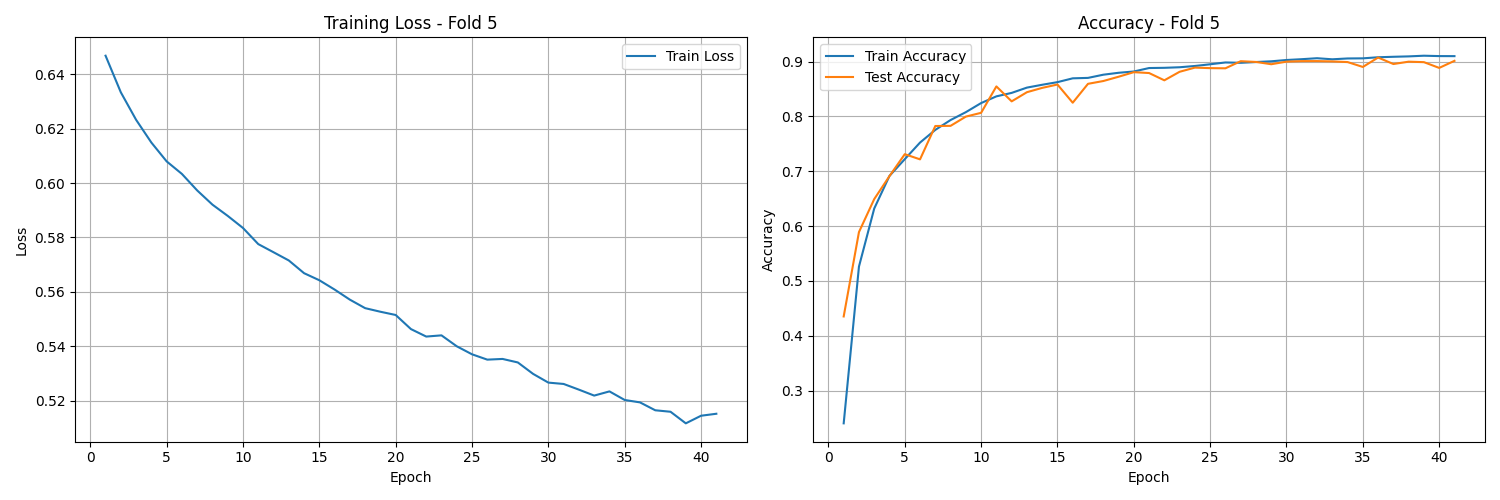 Training Loss - Fold 5
Train Loss
0.64
0.62
0.60
0.58
0.56
0.54
0.52
Loss
0 5 10 15 20 25 30 35 40
Epoch
Accuracy - Fold 5
Train Accuracy
Test Accuracy
0.9
0.8
0.7
0.6
0.5
0.4
0.3
Accuracy
0 5 10 15 20 25 30 35 40
Epoch